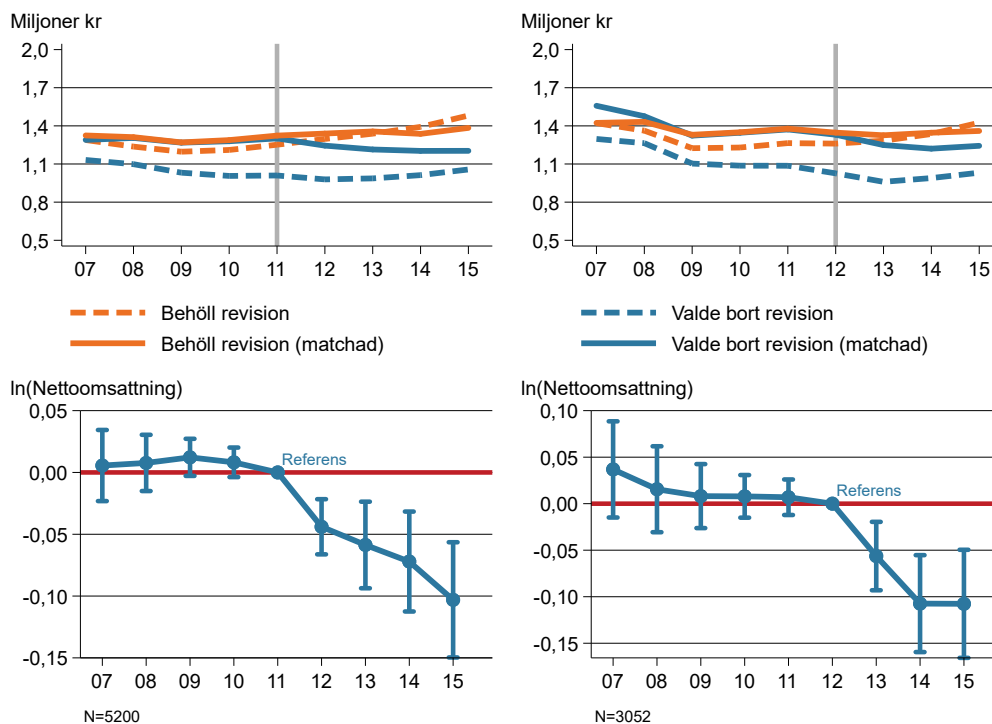 Miljoner kr
2,0
1,7
1,4
1,1
0,8
0,5
07 08 09 10 11 12 13 14 15
Miljoner kr
2,0
1,7
1,4
1,1
0,8
0,5
07 08 09 10 11 12 13 14 15
Behöll revision
Behöll revision (matchad)
Valde bort revision
Valde bort revision (matchad)
ln(Nettoomsattning)
0,05
0,00
-0,05
-0,10
-0,15
Referens
07 08 09 10 11 12 13 14 15
N=5200
ln(Nettoomsattning)
0,10
0,05
0,00
-0,05
-0,10
-0,15
Referens
07 08 09 10 11 12 13 14 15
N=3052